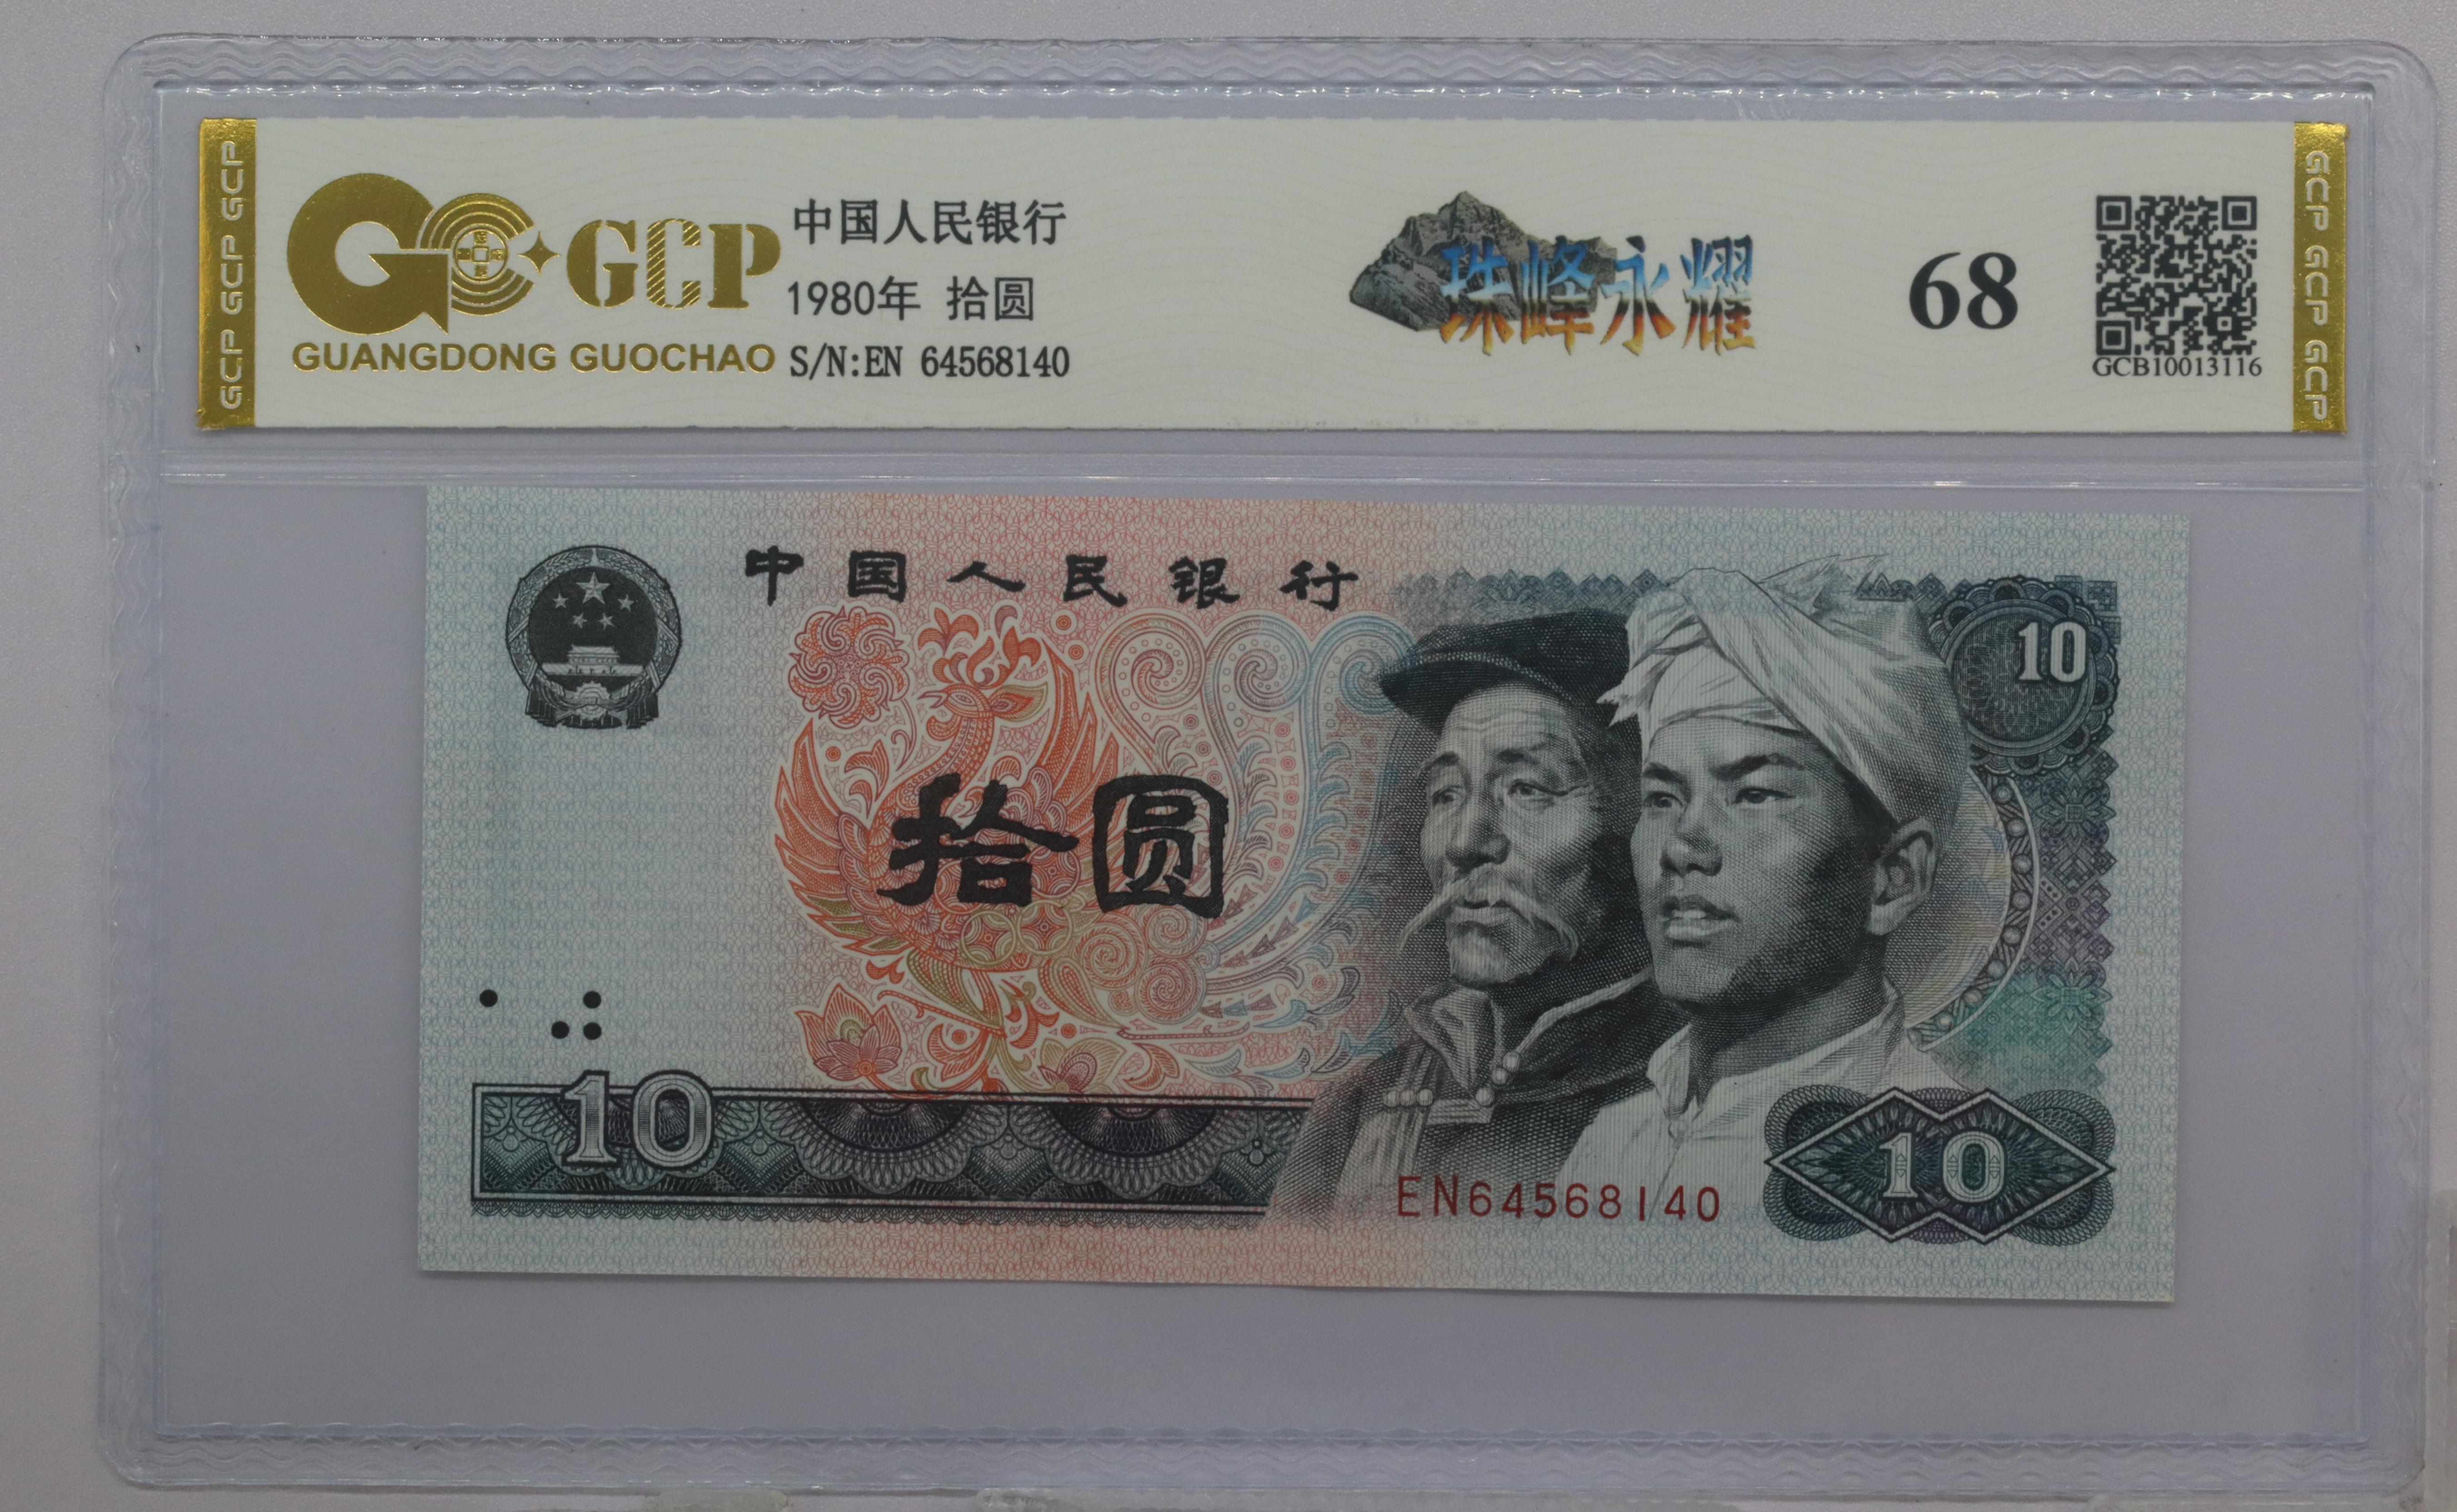 GCP GCP GCP
GCP
GUANGDONG GUOCHAO
中国人民银行
1980年 拾圆
S/N:EN 64568140
珠峰永耀
68
GCB10013116
GCP GCP GCP
中国人民银行
10
拾圆
10
EN64568140
10